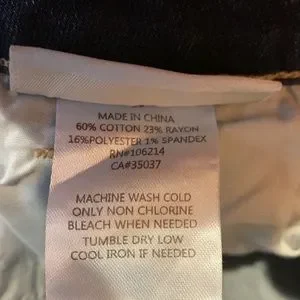 MADE IN CHINA
60% COTTON 23% RAYON
16%POLYESTER 1% SPANDEX
RN#106214
CA#35037
MACHINE WASH COLD
ONLY NON CHLORINE
BLEACH WHEN NEEDED
TUMBLE DRY LOW
COOL IRON IF NEEDED